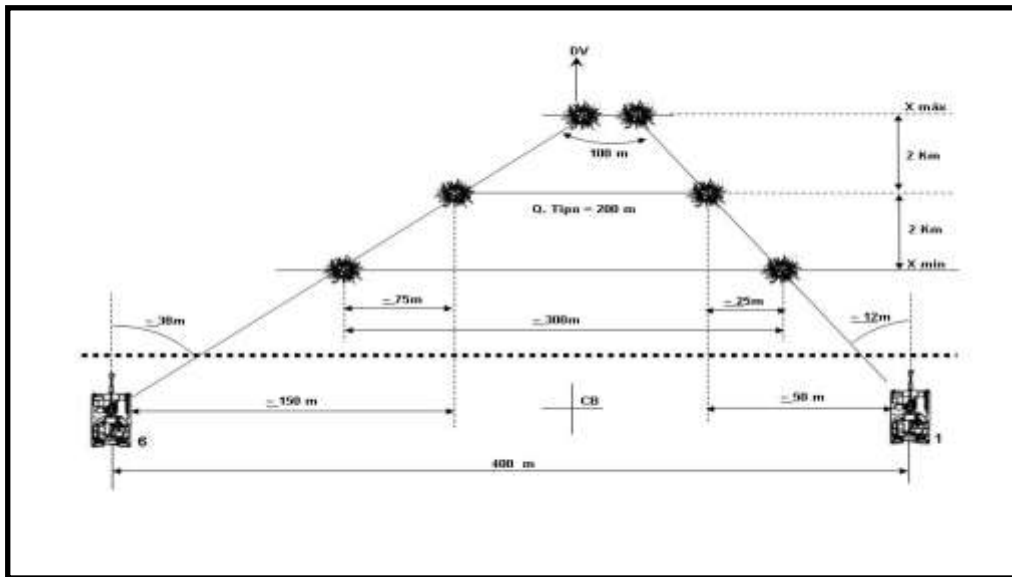 DV
X máx
100 m
2 Km
Q. Tipo = 200 m
2 Km
X min
≃ 75m
≃ 25m
≃ 38m
≃ 300m
≃ 12m
≃ 150 m
CB
≃ 50 m
6
1
400 m